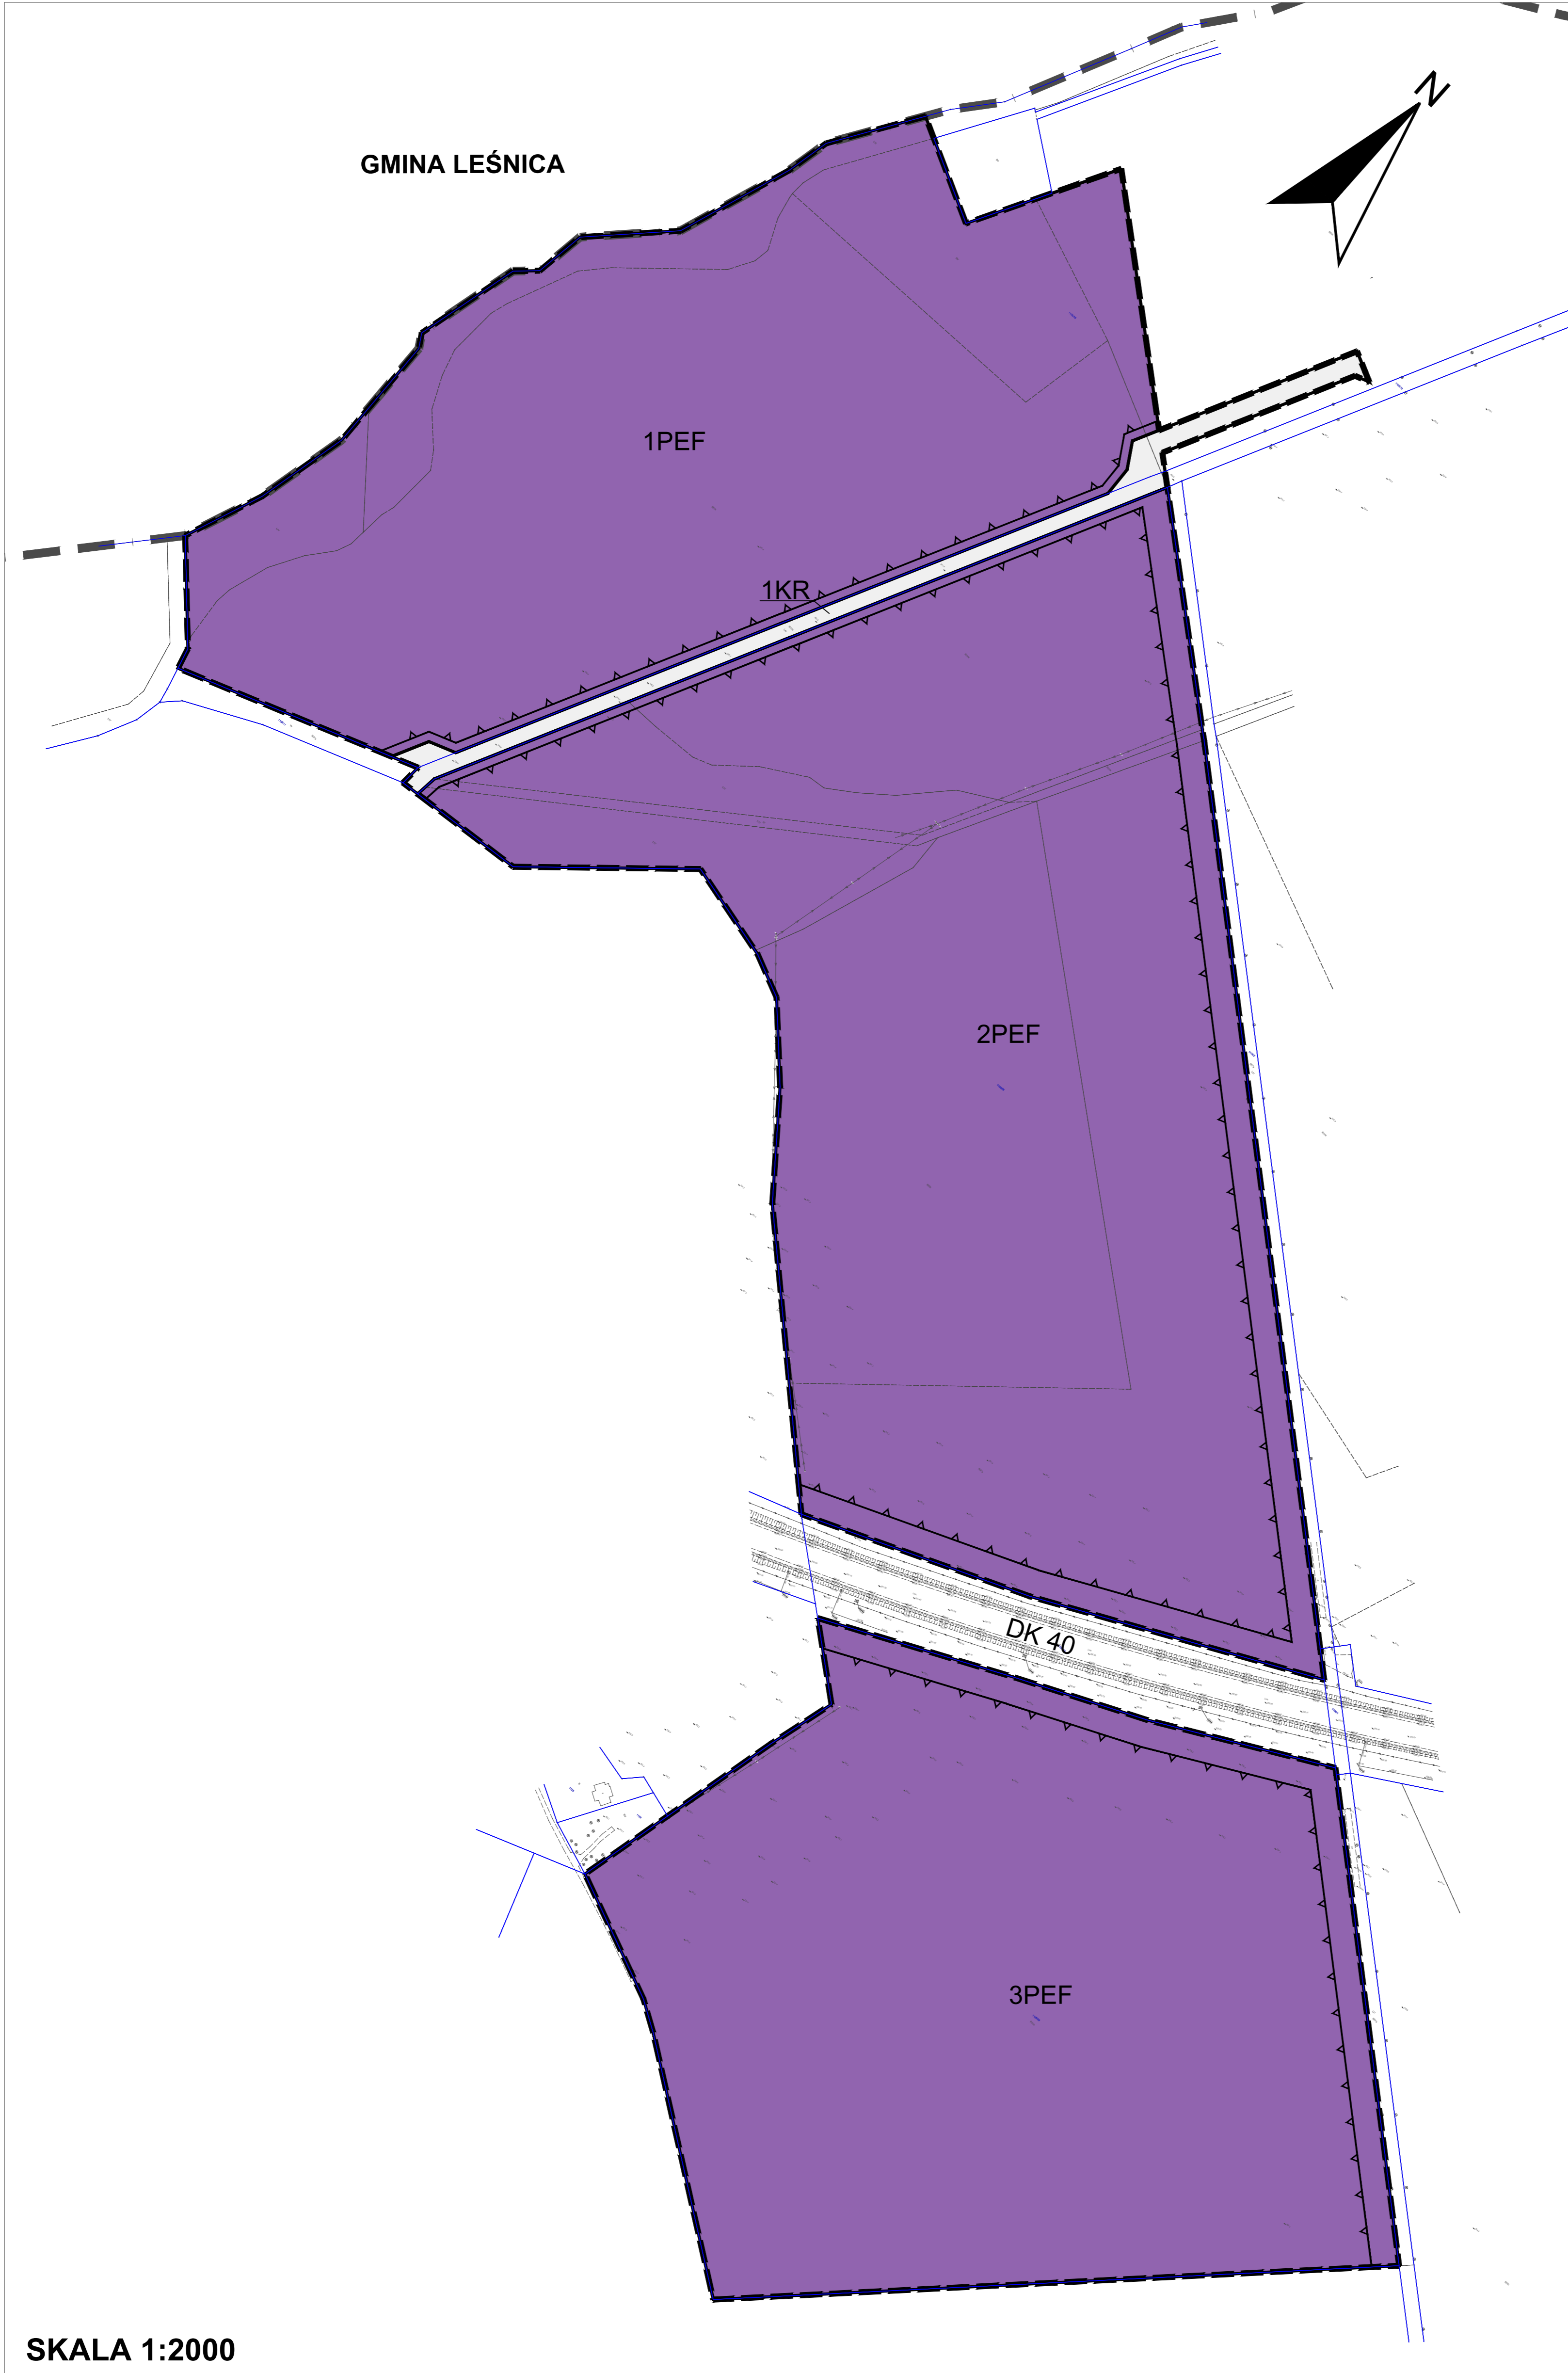 N
GMINA LEŚNICA
1PEF
1KR
2PEF
DK 40
3PEF
SKALA 1:2000